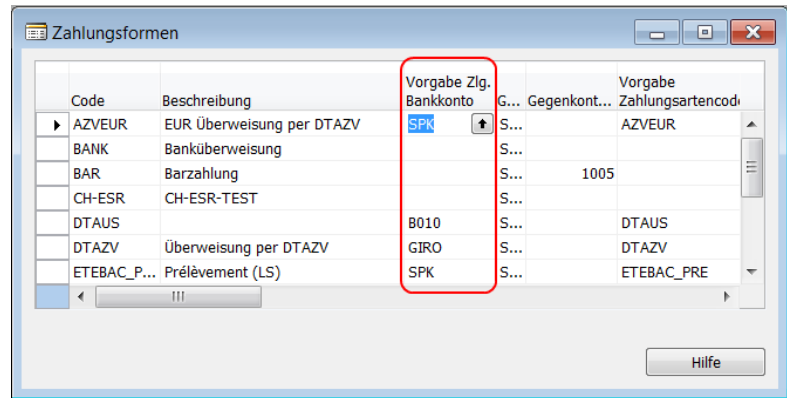 Zahlungsformen
Code Beschreibung Vorgabe Zlg. Bankkonto G... Gegenkont... Vorgabe Zahlungsartencod
AZVEUR EUR Überweisung per DTAZV SPK S... AZVEUR
BANK Banküberweisung S...
BAR Barzahlung S... 1005
CH-ESR CH-ESR-TEST S...
DTAUS B010 S... DTAUS
DTAZV Überweisung per DTAZV GIRO S... DTAZV
ETEBAC_P... Prélèvement (LS) SPK S... ETEBAC_PRE
Hilfe